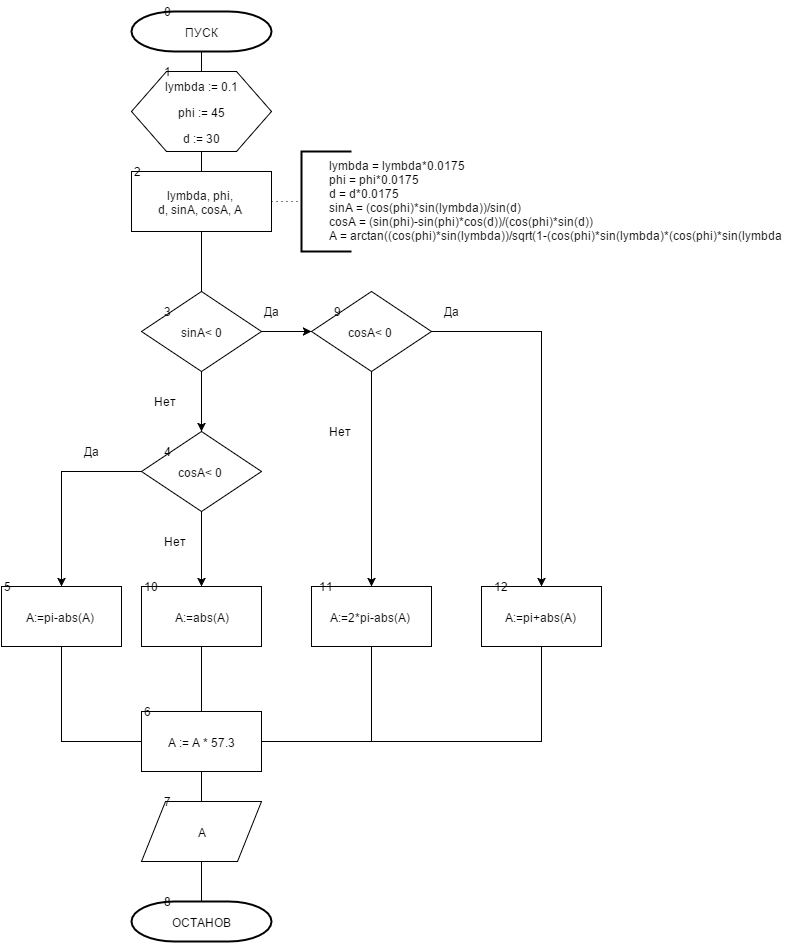 0
ПУСК
1
lymbda := 0.1
phi := 45
d := 30
2
lymbda, phi,
d, sinA, cosA, A
lymbda = lymbda*0.0175
phi = phi*0.0175
d = d*0.0175
sinA = (cos(phi)*sin(lymbda))/sin(d)
cosA = (sin(phi)-sin(phi)*cos(d))/(cos(phi)*sin(d))
A = arctan((cos(phi)*sin(lymbda))/sqrt(1-(cos(phi)*sin(lymbda)*(cos(phi)*sin(lymbda
3
sinA< 0
Да
9
cosA< 0
Да
Нет
Нет
4
cosA< 0
Да
Нет
5
A:=pi-abs(A)
10
A:=abs(A)
11
A:=2*pi-abs(A)
12
A:=pi+abs(A)
6
A := A * 57.3
7
A
8
ОСТАНОВ